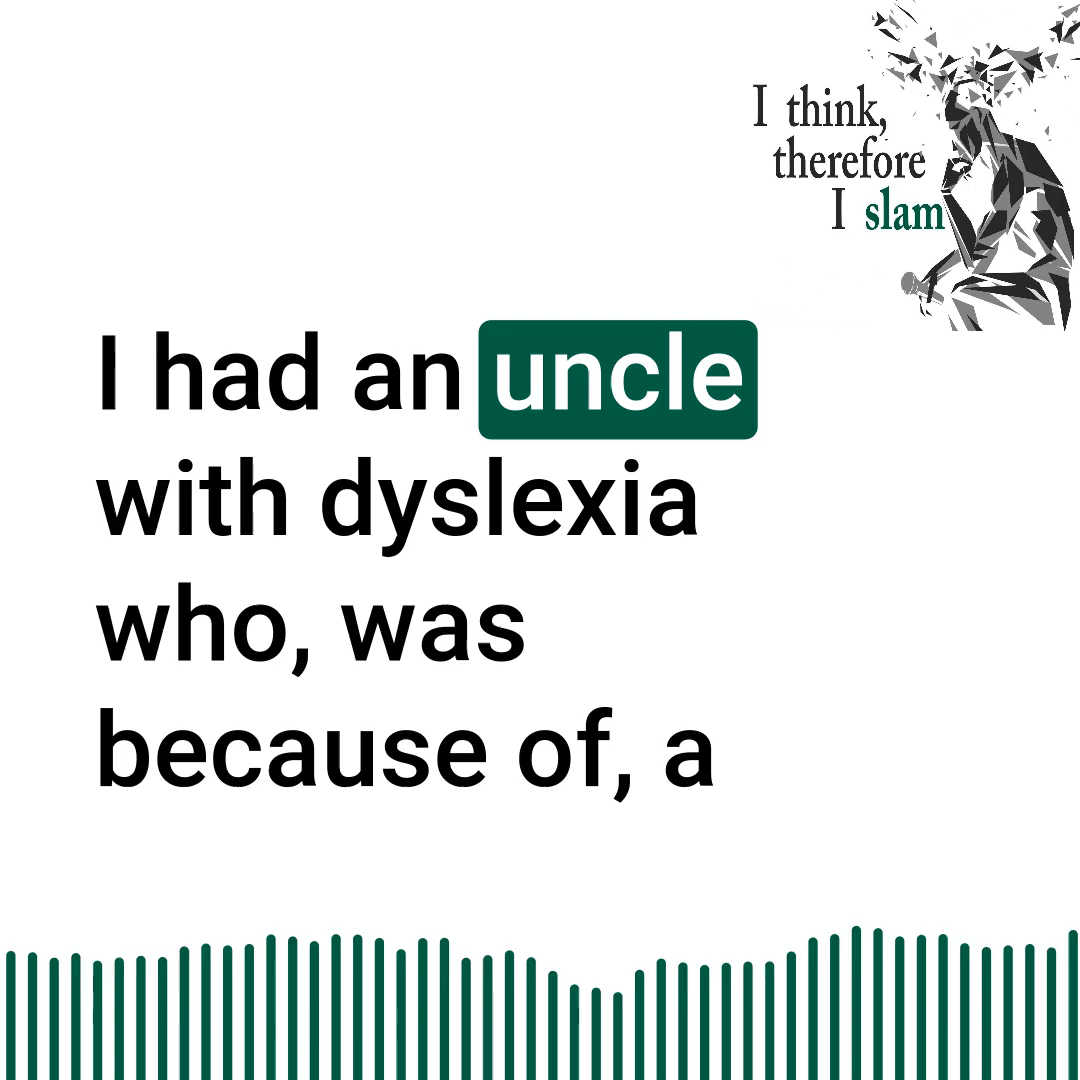 I think,
therefore
I slam
I had an uncle
with dyslexia
who, was
because of, a